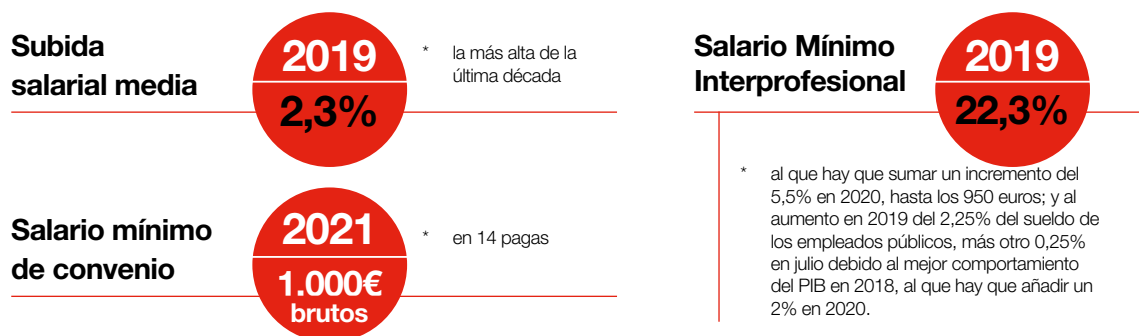 Subida
salarial media
2019
2,3%
* la más alta de la
última década
Salario mínimo
de convenio
2021
1.000€
brutos
* en 14 pagas
Salario Mínimo
Interprofesional
2019
22,3%
* al que hay que sumar un incremento del
5,5% en 2020, hasta los 950 euros; y al
aumento en 2019 del 2,25% del sueldo de
los empleados públicos, más otro 0,25%
en julio debido al mejor comportamiento
del PIB en 2018, al que hay que añadir un
2% en 2020.